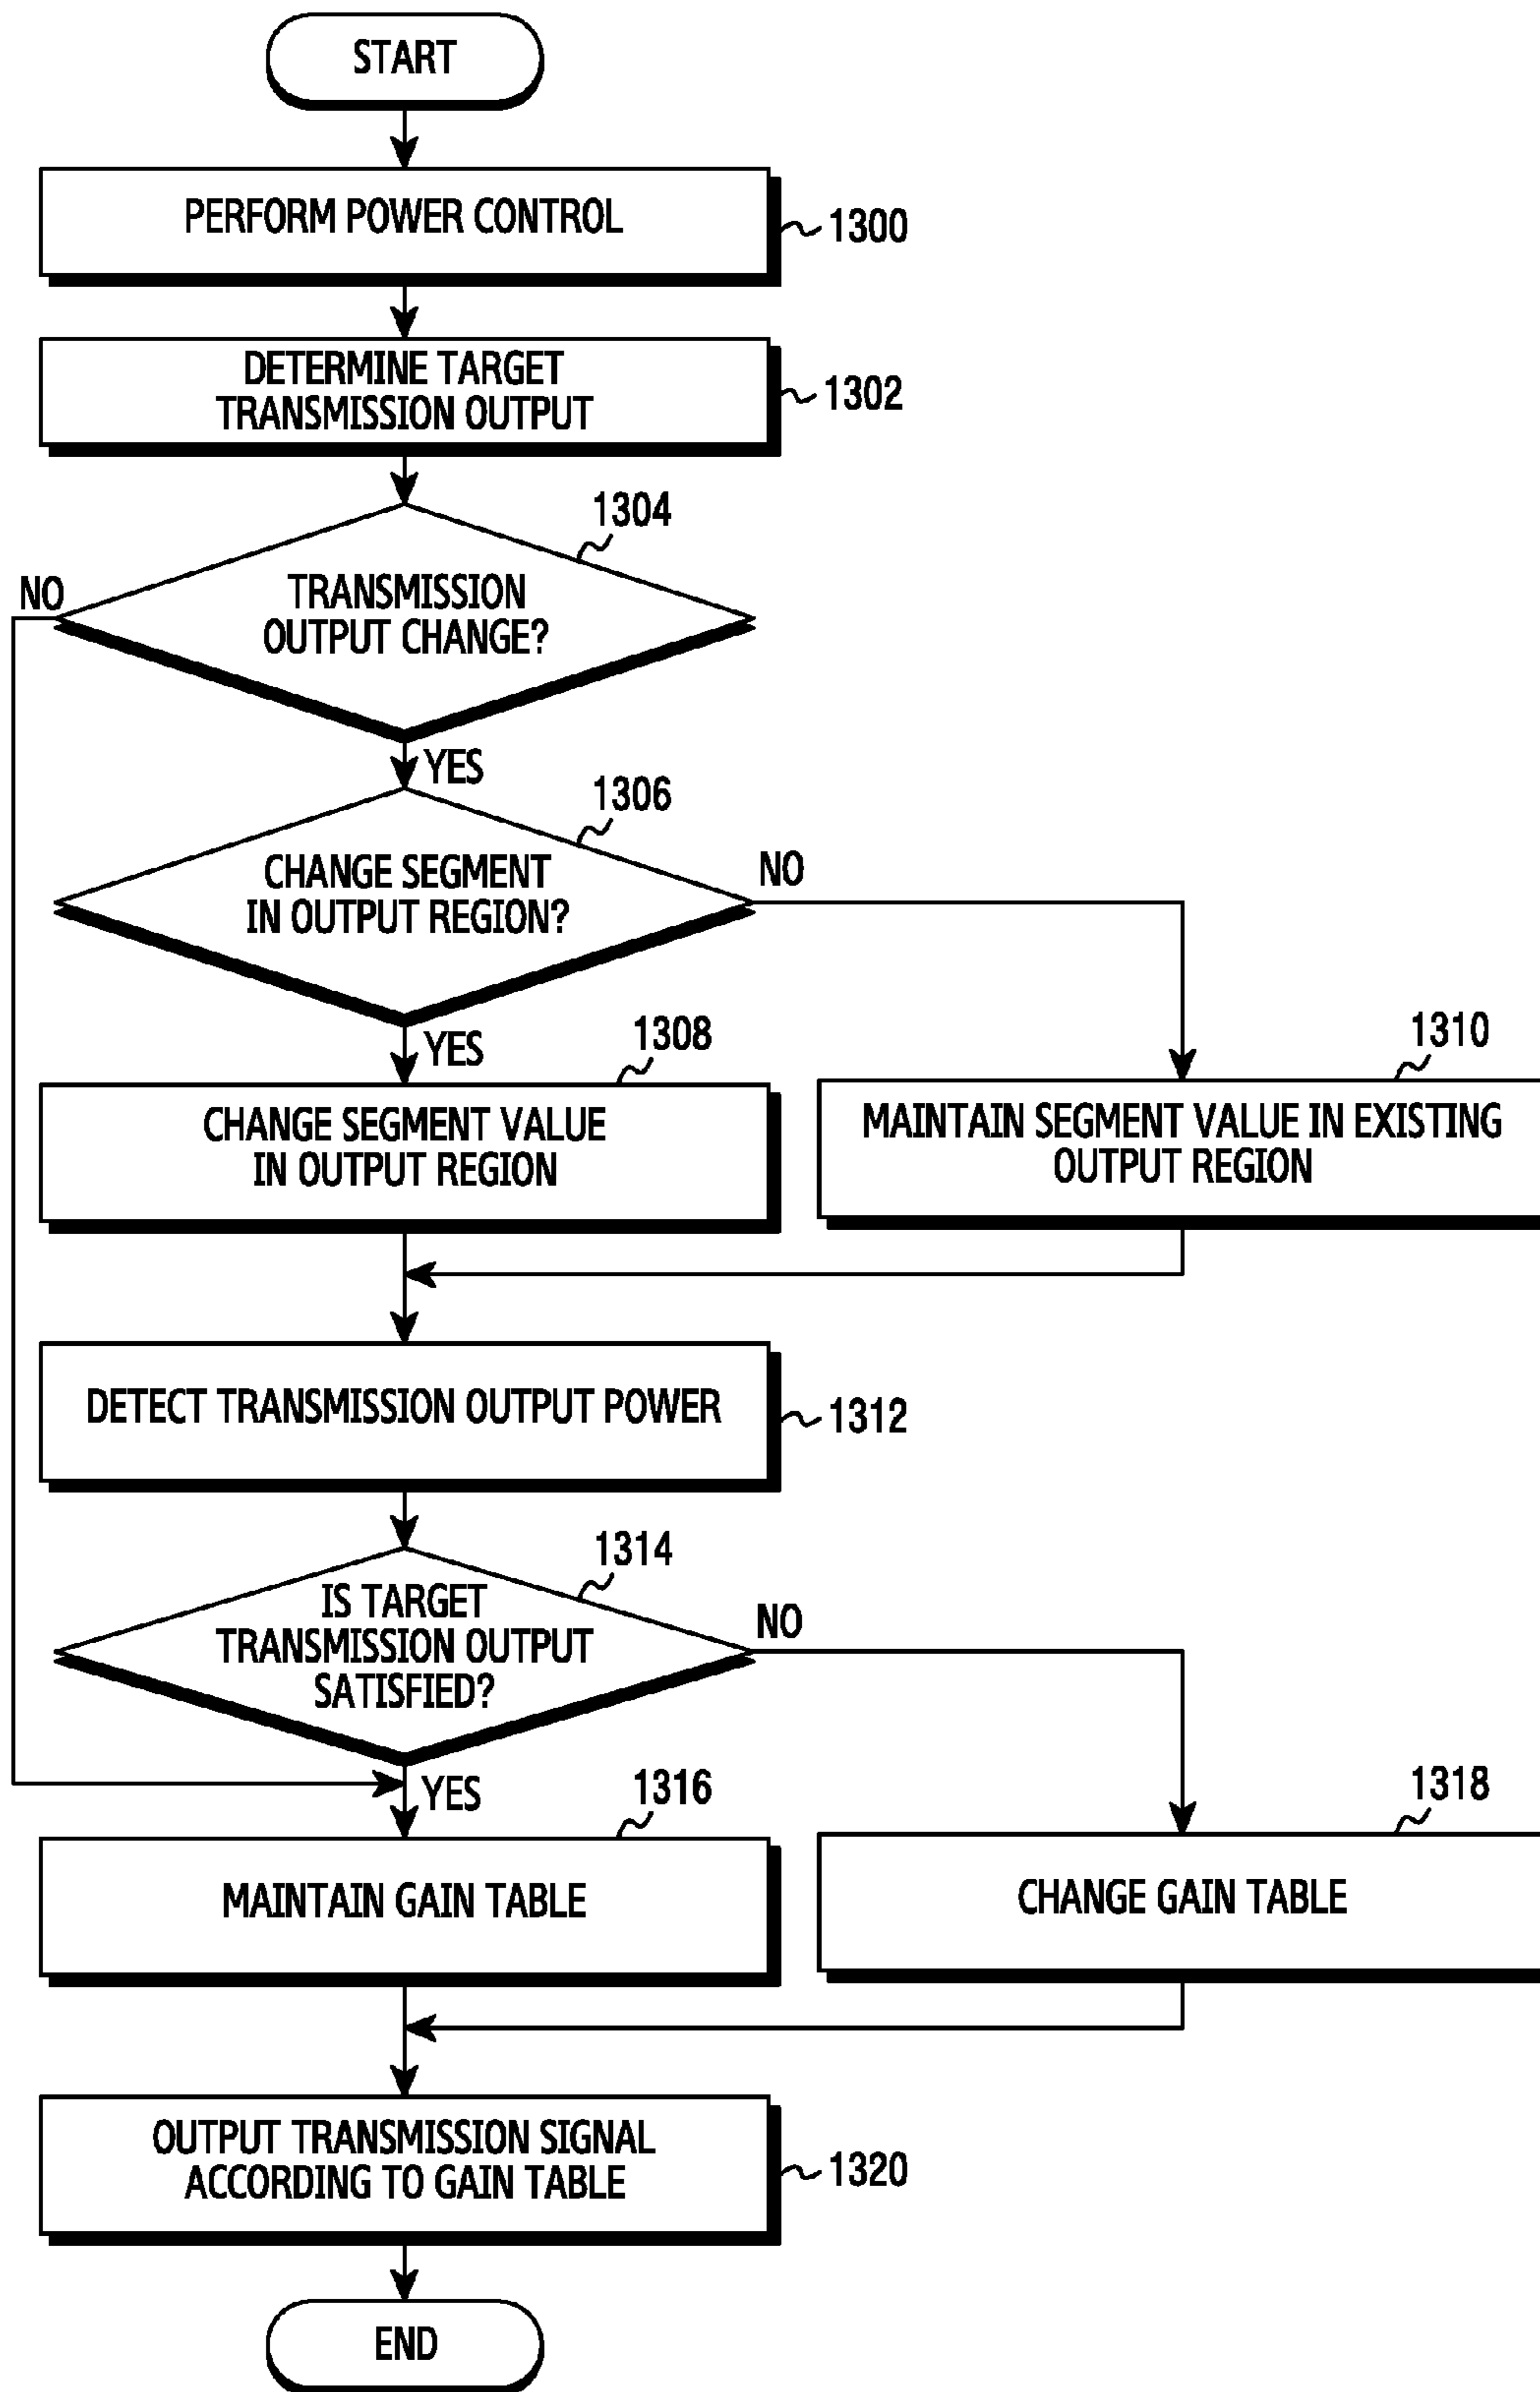 START
PERFORM POWER CONTROL
1300
DETERMINE TARGET
TRANSMISSION OUTPUT
1302
1304
TRANSMISSION
OUTPUT CHANGE?
NO
YES
1306
CHANGE SEGMENT
IN OUTPUT REGION?
NO
YES
1308
CHANGE SEGMENT VALUE
IN OUTPUT REGION
1310
MAINTAIN SEGMENT VALUE IN EXISTING
OUTPUT REGION
DETECT TRANSMISSION OUTPUT POWER
1312
1314
IS TARGET
TRANSMISSION OUTPUT
SATISFIED?
NO
YES
1316
MAINTAIN GAIN TABLE
1318
CHANGE GAIN TABLE
OUTPUT TRANSMISSION SIGNAL
ACCORDING TO GAIN TABLE
1320
END